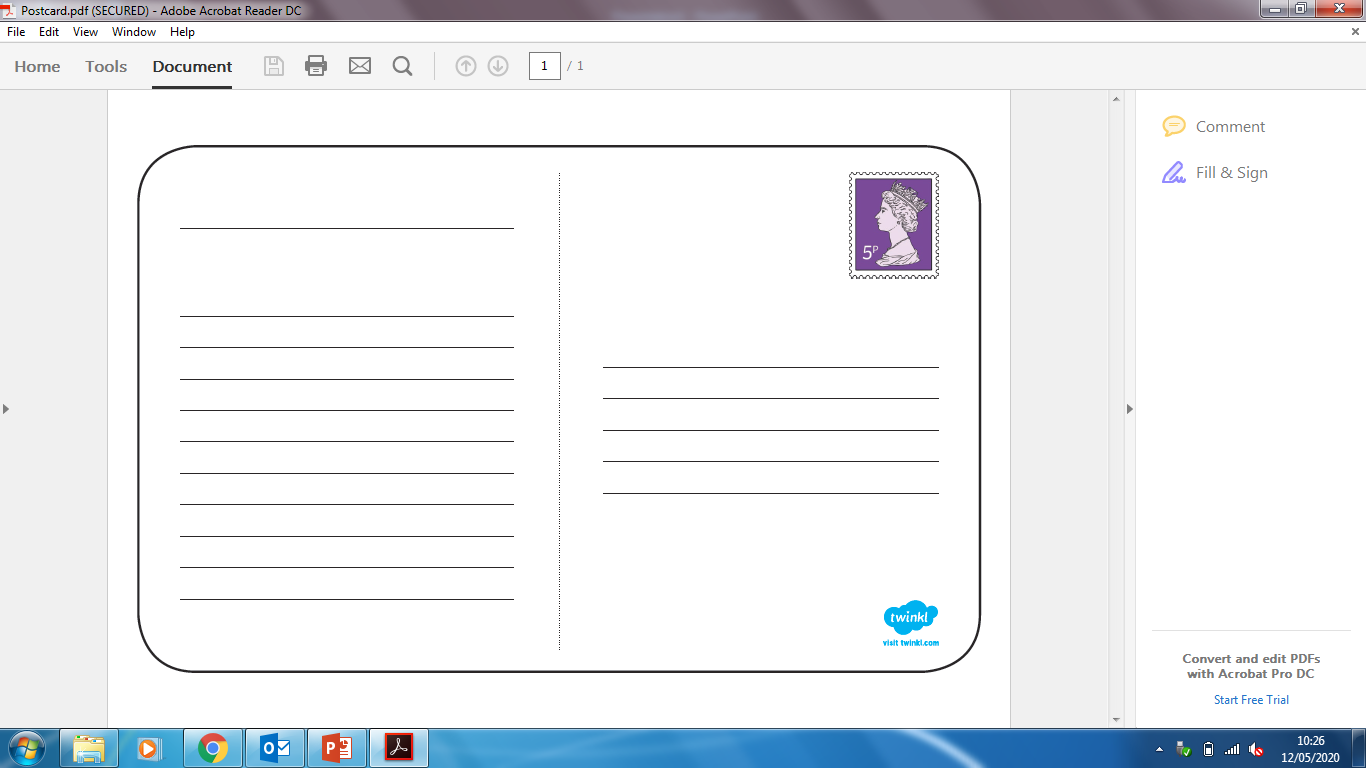 Postcard.pdf (SECURED) - Adobe Acrobat Reader DC
File Edit View Window Help
Home Tools Document 1 / 1
Comment
Fill & Sign
5p
twinkl
visit twinkl.com
Convert and edit PDFs
with Acrobat Pro DC
Start Free Trial
10:26
12/05/2020